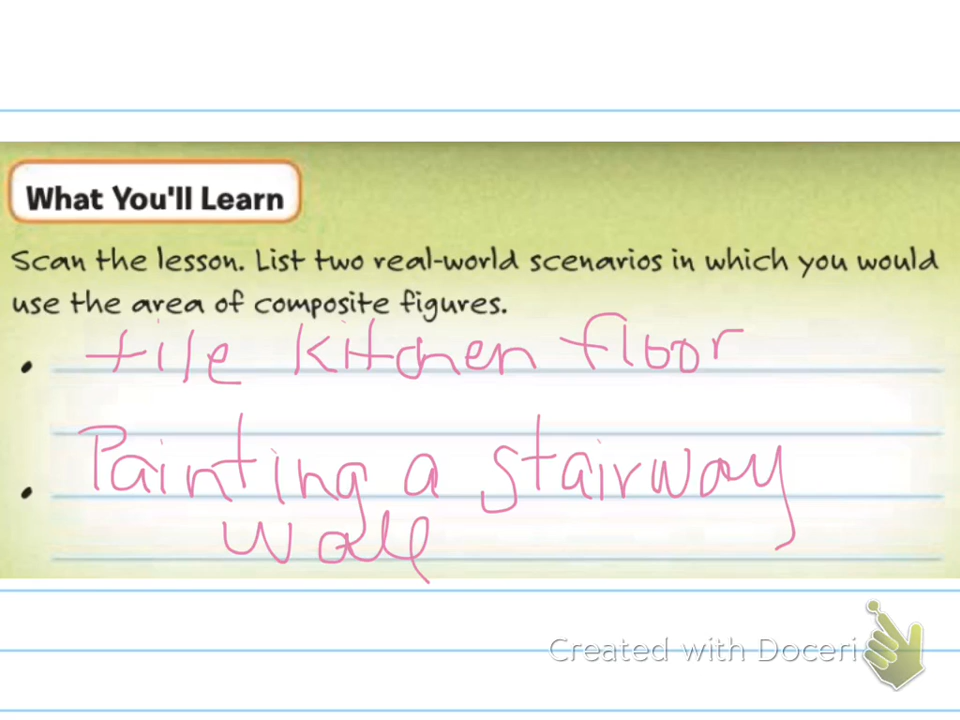 What You'll Learn
Scan the lesson. List two real-world scenarios in which you would
use the area of composite figures.
• tile kitchen floor
• Painting a stairway
wall
Created with Doceri